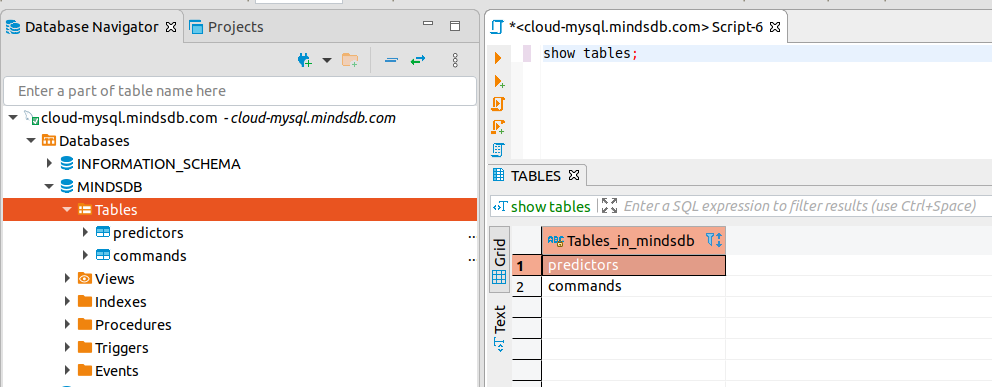 Database Navigator
Projects
Enter a part of table name here
cloud-mysql.mindsdb.com - cloud-mysql.mindsdb.com
Databases
INFORMATION_SCHEMA
MINDSDB
Tables
predictors ..
commands ..
Views
Indexes
Procedures
Triggers
Events
*<cloud-mysql.mindsdb.com> Script-6
show tables;
TABLES
show tables
Enter a SQL expression to filter results (use Ctrl+Space)
Grid
Text
ABC Tables_in_mindsdb
1 predictors
2 commands